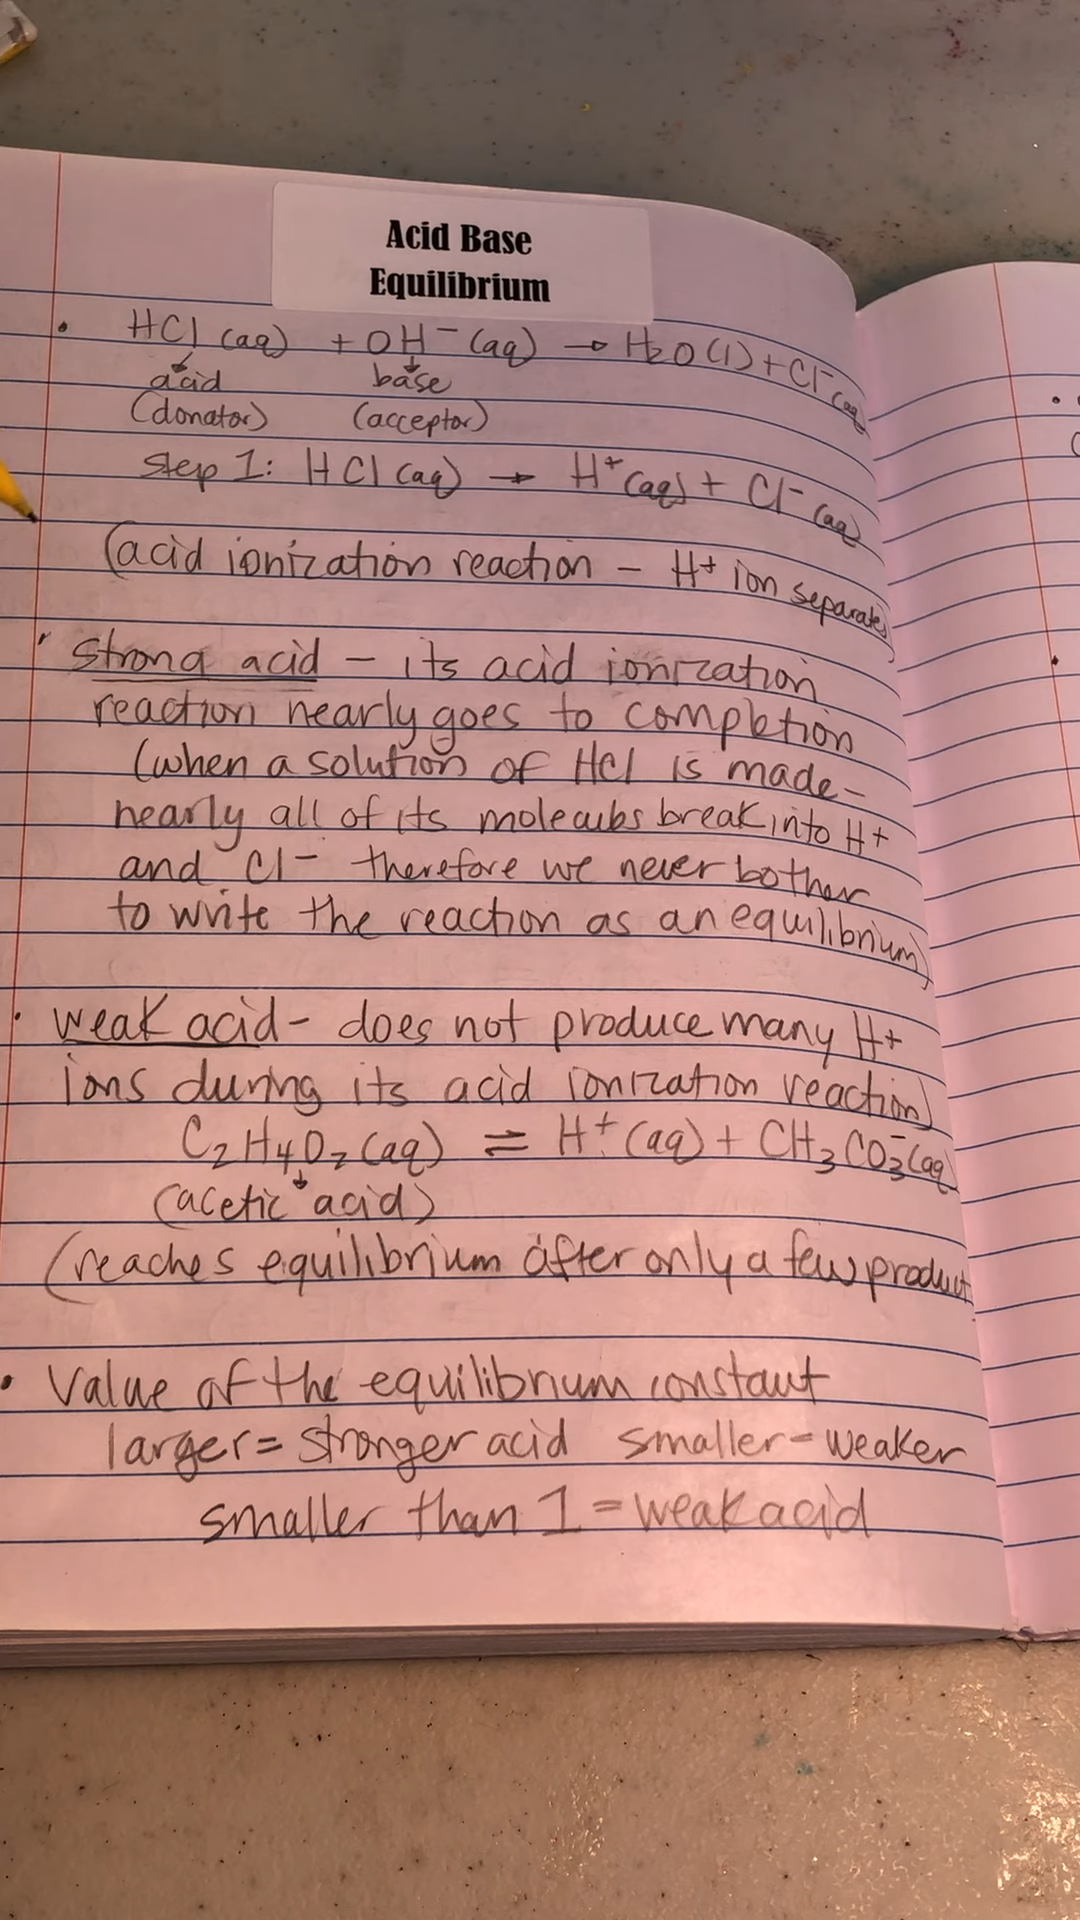 Acid Base
Equilibrium
• HCl (aq) + OH⁻ (aq) → H₂O(l) + Cl⁻(aq)
acid base
(donator) (acceptor)
step 1: HCl (aq) → H⁺(aq) + Cl⁻(aq)
(acid ionization reaction – H+ ion separates
• strong acid – its acid ionization
reaction nearly goes to completion
(when a solution of HCl is made –
nearly all of its molecules break into H+
and Cl– therefore we never bother
to write the reaction as an equilibrium)
• weak acid – does not produce many H+
ions during its acid ionization reaction)
C₂H₄O₂(aq) ⇌ H⁺(aq) + CH₃CO₃⁻(aq)
(acetic acid)
(reaches equilibrium after only a few product
• Value of the equilibrium constant
larger = stronger acid smaller = weaker
smaller than 1 = weak acid